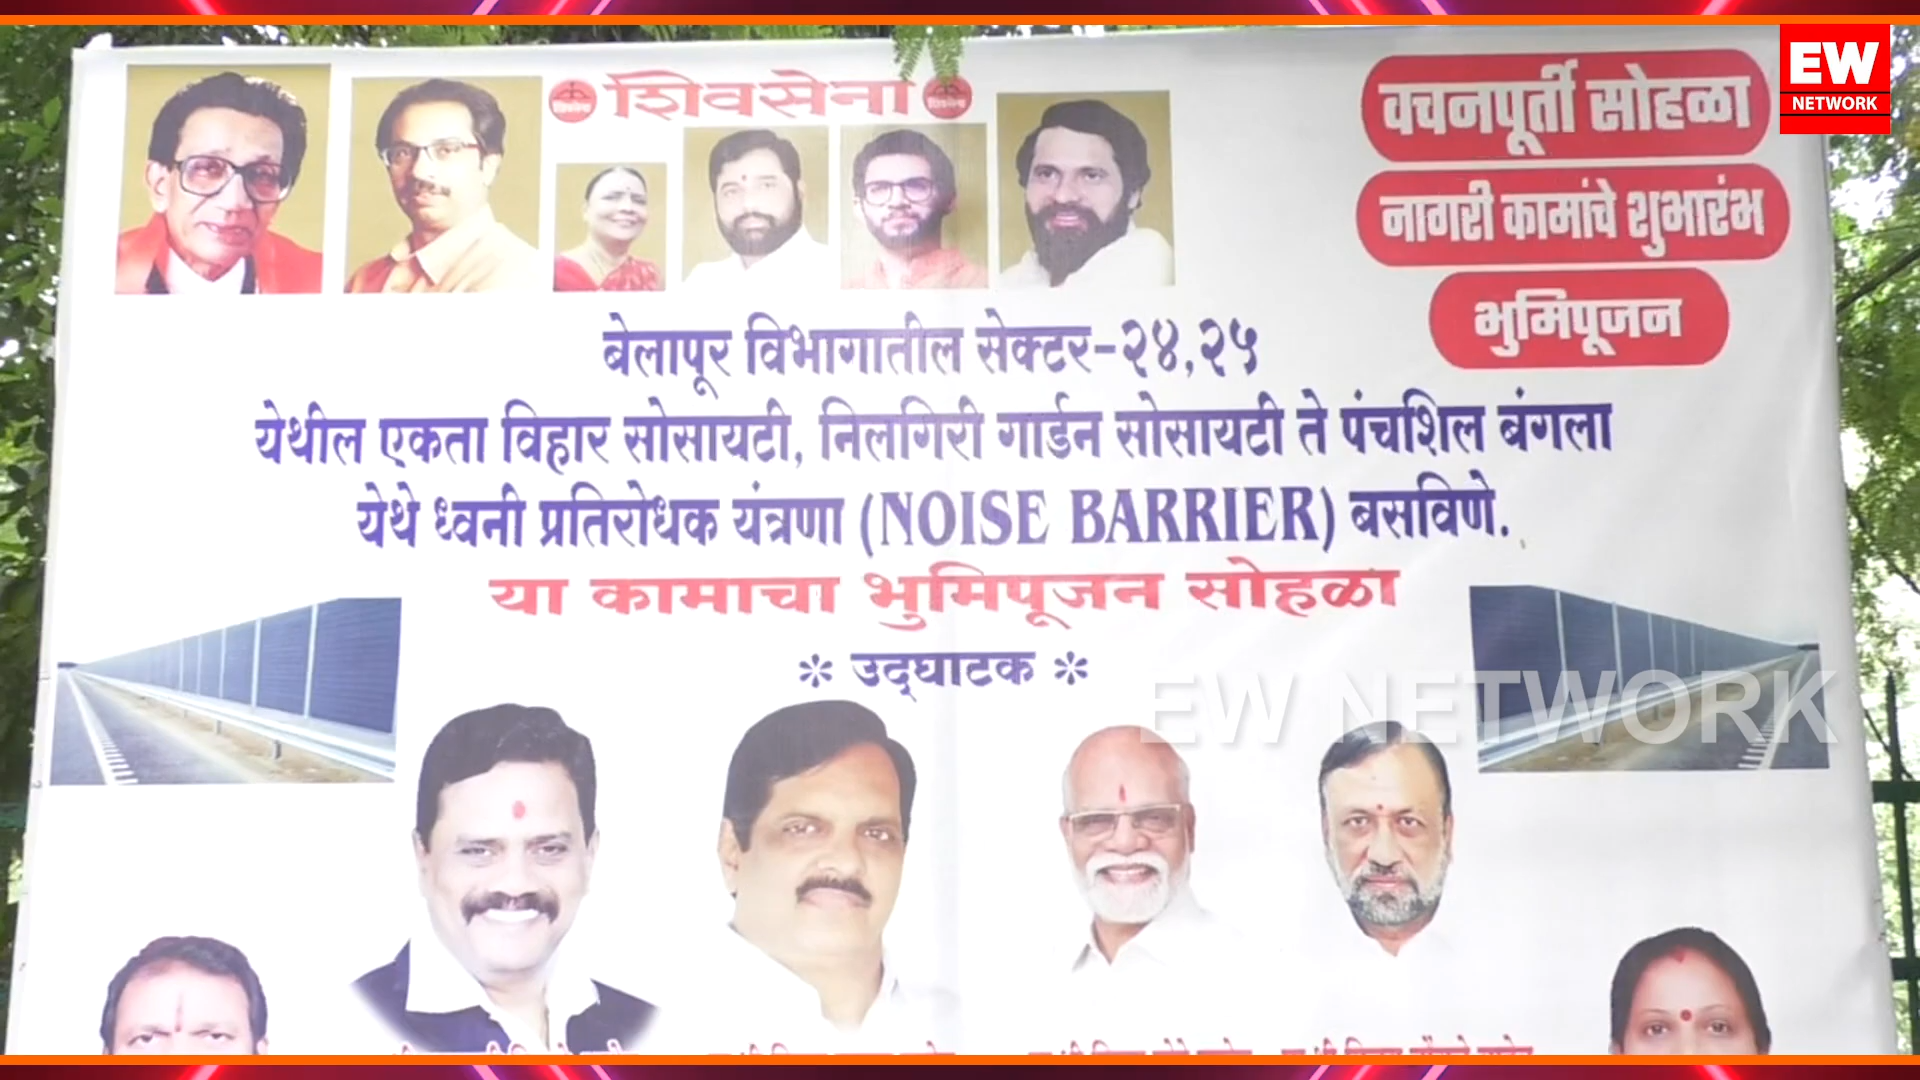 शिवसेना
वचनपूर्ती सोहळा
नागरी कामांचे शुभारंभ
भुमिपूजन
EW
NETWORK
बेलापूर विभागातील सेक्टर-२४,२५
येथील एकता विहार सोसायटी, निलगिरी गार्डन सोसायटी ते पंचशिल बंगला
येथे ध्वनी प्रतिरोधक यंत्रणा (NOISE BARRIER) बसविणे.
या कामाचा भुमिपूजन सोहळा
* उद्घाटक *
EW NETWORK